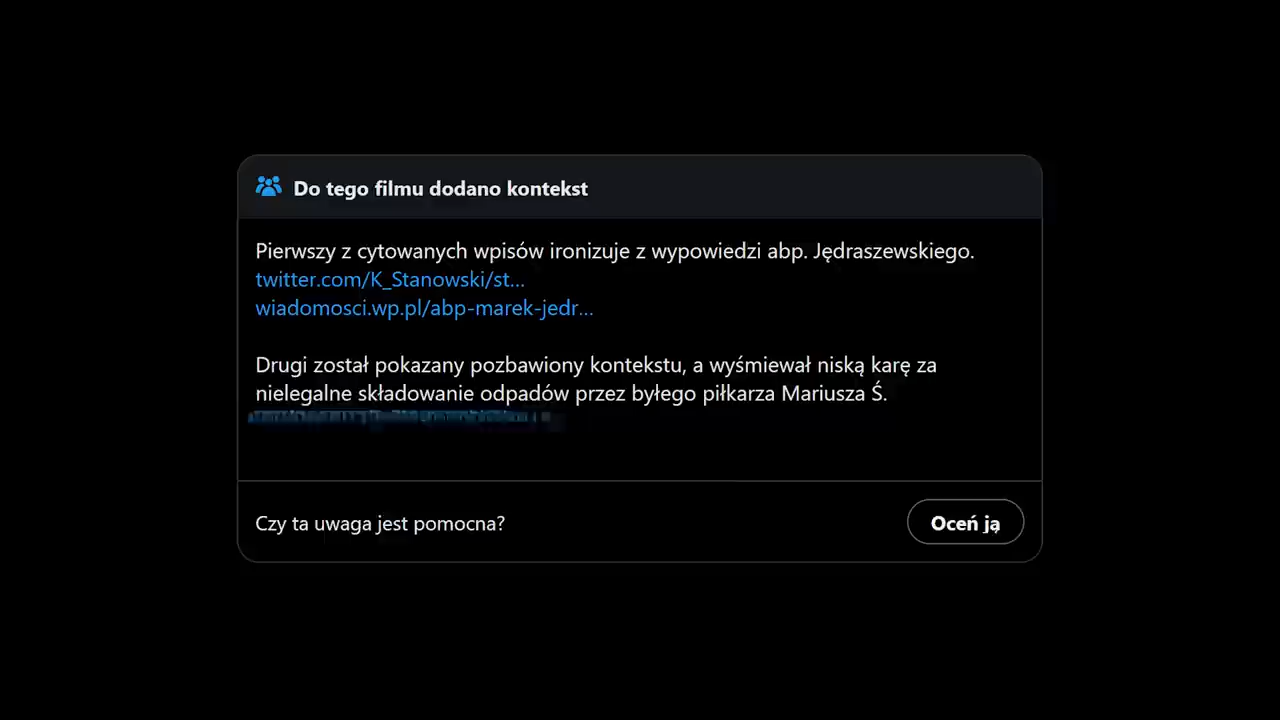 Do tego filmu dodano kontekst
Pierwszy z cytowanych wpisów ironizuje z wypowiedzi abp. Jędraszewskiego.
twitter.com/K_Stanowski/st...
wiadomosci.wp.pl/abp-marek-jedr...
Drugi został pokazany pozbawiony kontekstu, a wyśmiewał niską karę za
nielegalne składowanie odpadów przez byłego piłkarza Mariusza Ś.
Czy ta uwaga jest pomocna?
Oceń ją